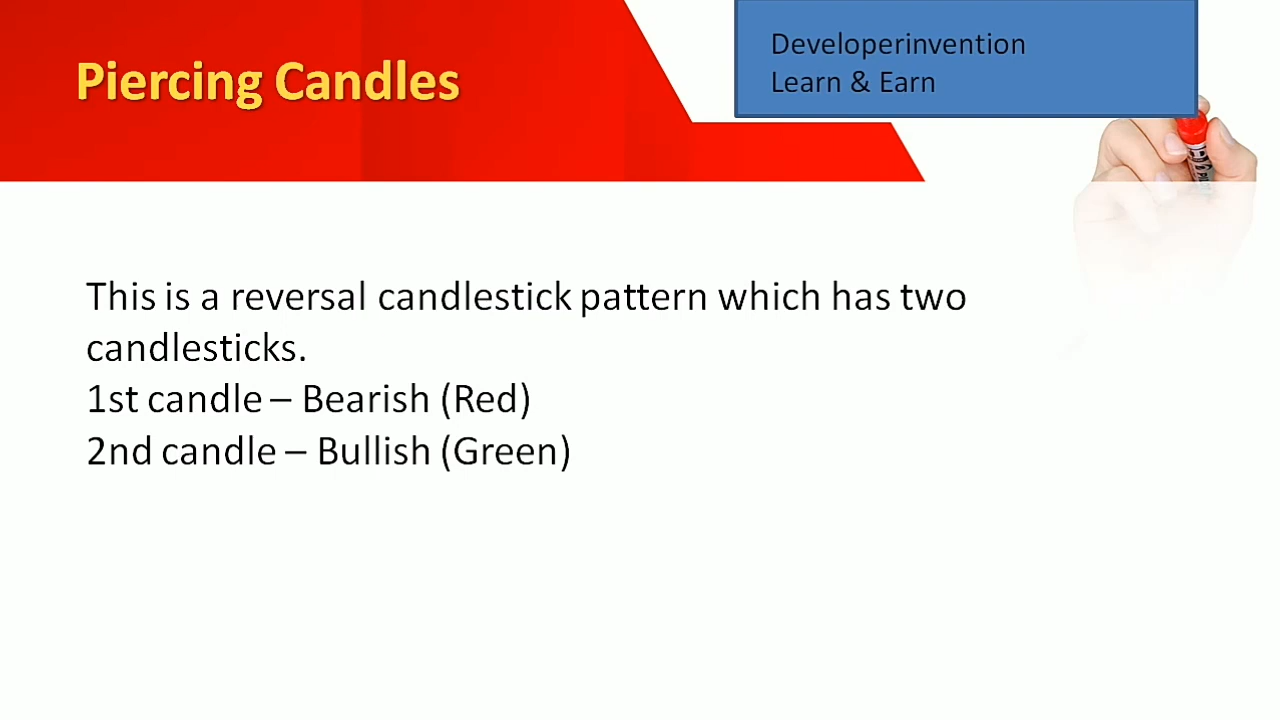 Piercing Candles
Developerinvention
Learn & Earn
This is a reversal candlestick pattern which has two
candlesticks.
1st candle – Bearish (Red)
2nd candle – Bullish (Green)